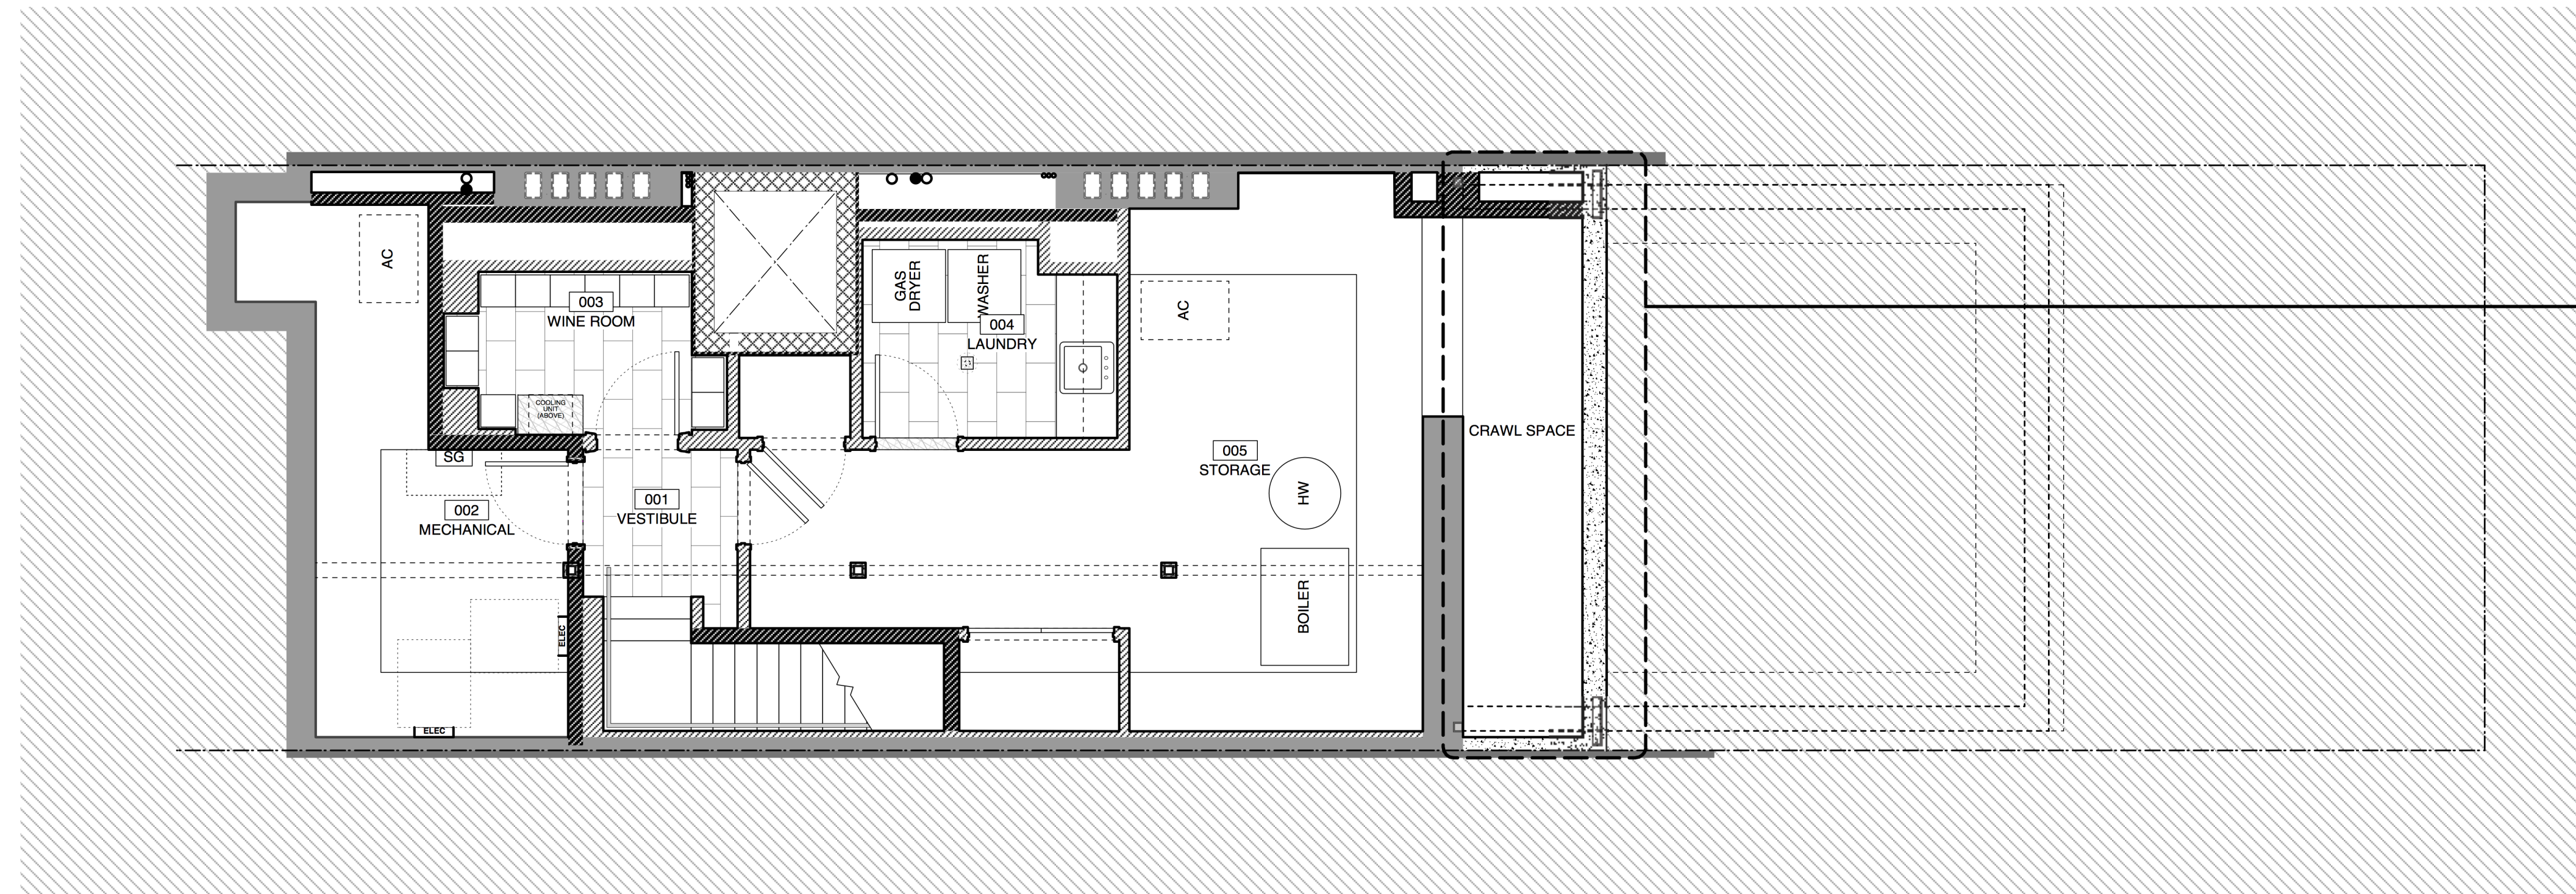 AC
003
WINE ROOM
COOLING
UNIT
(ABOVE)
GAS
DRYER
WASHER
004
LAUNDRY
AC
SG
002
MECHANICAL
001
VESTIBULE
005
STORAGE
HW
BOILER
CRAWL SPACE
ELEC
ELEC